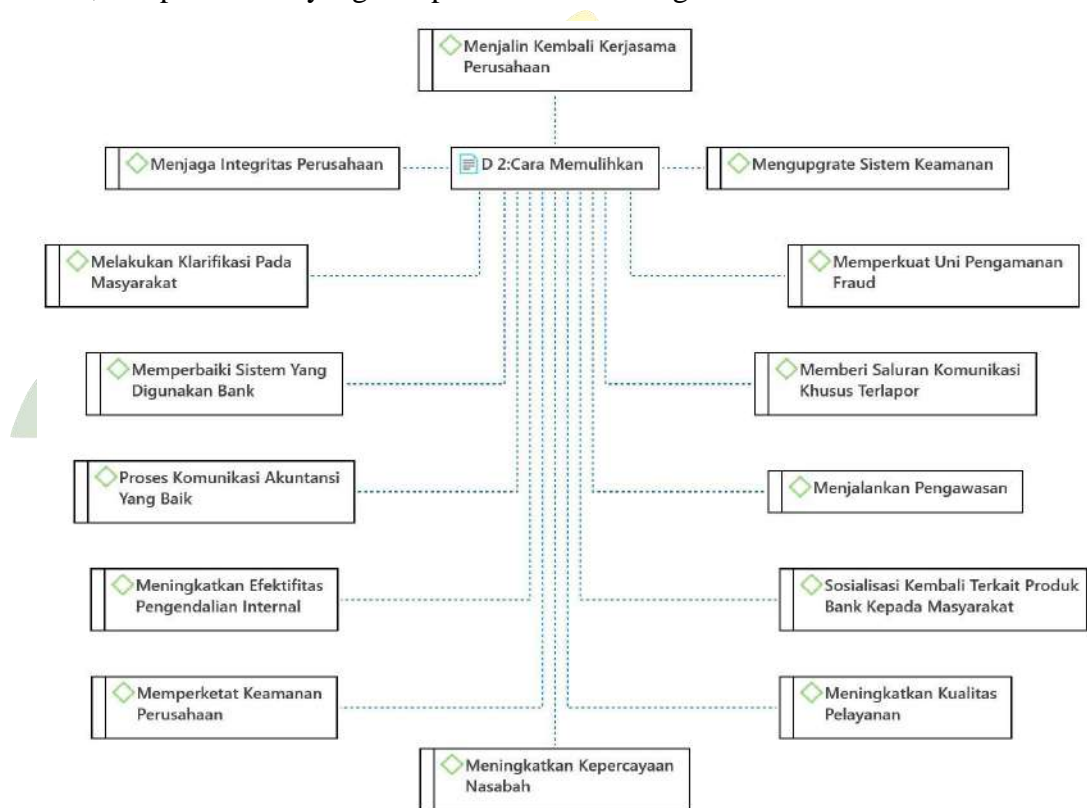 Menjalin Kembali Kerjasama
Perusahaan
Menjaga Integritas Perusahaan
D 2:Cara Memulihkan
Mengupgrate Sistem Keamanan
Melakukan Klarifikasi Pada
Masyarakat
Memperkuat Uni Pengamanan
Fraud
Memperbaiki Sistem Yang
Digunakan Bank
Memberi Saluran Komunikasi
Khusus Terlapor
Proses Komunikasi Akuntansi
Yang Baik
Menjalankan Pengawasan
Meningkatkan Efektifitas
Pengendalian Internal
Sosialisasi Kembali Terkait Produk
Bank Kepada Masyarakat
Memperketat Keamanan
Perusahaan
Meningkatkan Kualitas
Pelayanan
Meningkatkan Kepercayaan
Nasabah